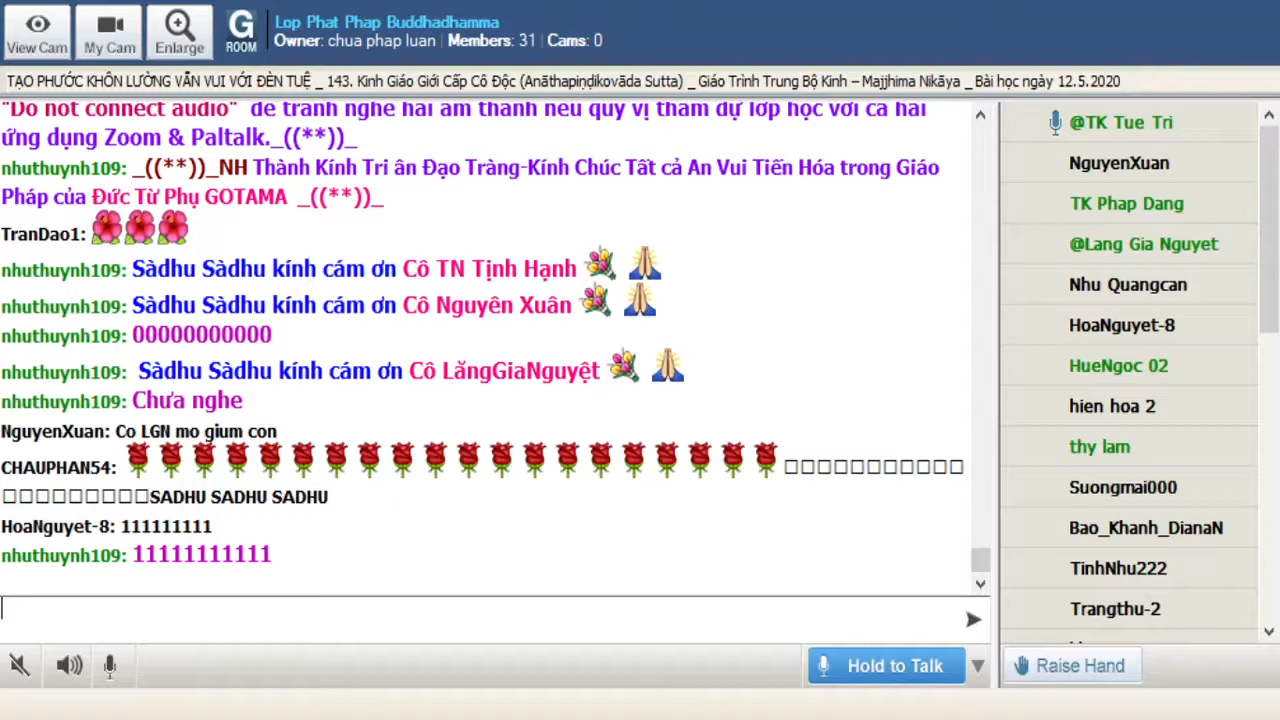 View Cam
My Cam
Enlarge
G
ROOM
Lop Phat Phap Buddhadhamma
Owner: chua phap luan | Members: 31 | Cams: 0
TẠO PHƯỚC KHÔN LƯỜNG VẪN VUI VỚI ĐÈN TUỆ _ 143. Kinh Giáo Giới Cấp Cô Độc (Anāthapiṇḍikovāda Sutta) _ Giáo Trình Trung Bộ Kinh – Majjhima Nikāya _ Bài học ngày 12.5.2020
"Do not connect audio" để tránh nghe hai âm thanh nếu quý vị tham dự lớp học với cả hai
ứng dụng Zoom & Paltalk._((**))_
nhuthuynh109: _((**))_NH Thành Kính Tri ân Đạo Tràng-Kính Chúc Tất cả An Vui Tiến Hóa trong Giáo
Pháp của Đức Từ Phụ GOTAMA _((**))_
TranDao1:
nhuthuynh109: Sàdhu Sàdhu kính cám ơn Cô TN Tịnh Hạnh
nhuthuynh109: Sàdhu Sàdhu kính cám ơn Cô Nguyên Xuân
nhuthuynh109: 00000000000
nhuthuynh109: Sàdhu Sàdhu kính cám ơn Cô LăngGiaNguyệt
nhuthuynh109: Chưa nghe
NguyenXuan: Co LGN mo gium con
CHAUPHAN54: □□□□□□□□□□□
□□□□□□□□□SADHU SADHU SADHU
HoaNguyet-8: 111111111
nhuthuynh109: 11111111111
Hold to Talk
@TK Tue Tri
NguyenXuan
TK Phap Dang
@Lang Gia Nguyet
Nhu Quangcan
HoaNguyet-8
HueNgoc 02
hien hoa 2
thy lam
Suongmai000
Bao_Khanh_DianaN
TinhNhu222
Trangthu-2
Raise Hand